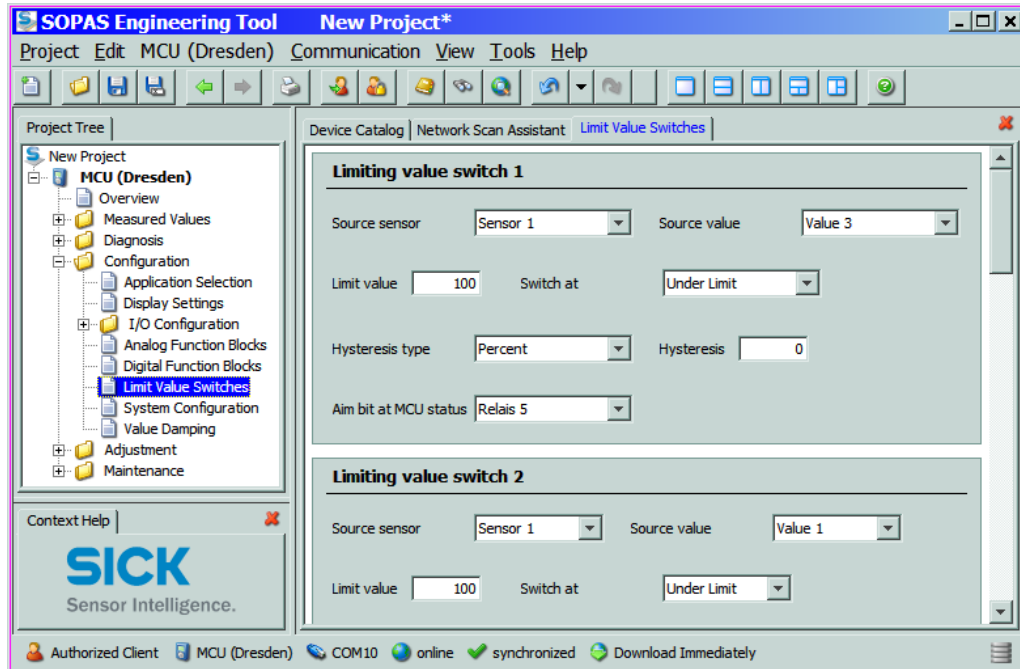 SOPAS Engineering Tool New Project*
Project Edit MCU (Dresden) Communication View Tools Help
Project Tree
New Project
MCU (Dresden)
Overview
Measured Values
Diagnosis
Configuration
Application Selection
Display Settings
I/O Configuration
Analog Function Blocks
Digital Function Blocks
Limit Value Switches
System Configuration
Value Damping
Adjustment
Maintenance
Context Help
SICK
Sensor Intelligence.
Device Catalog Network Scan Assistant Limit Value Switches
Limiting value switch 1
Source sensor Sensor 1 Source value Value 3
Limit value 100 Switch at Under Limit
Hysteresis type Percent Hysteresis 0
Aim bit at MCU status Relais 5
Limiting value switch 2
Source sensor Sensor 1 Source value Value 1
Limit value 100 Switch at Under Limit
Authorized Client MCU (Dresden) COM10 online synchronized Download Immediately